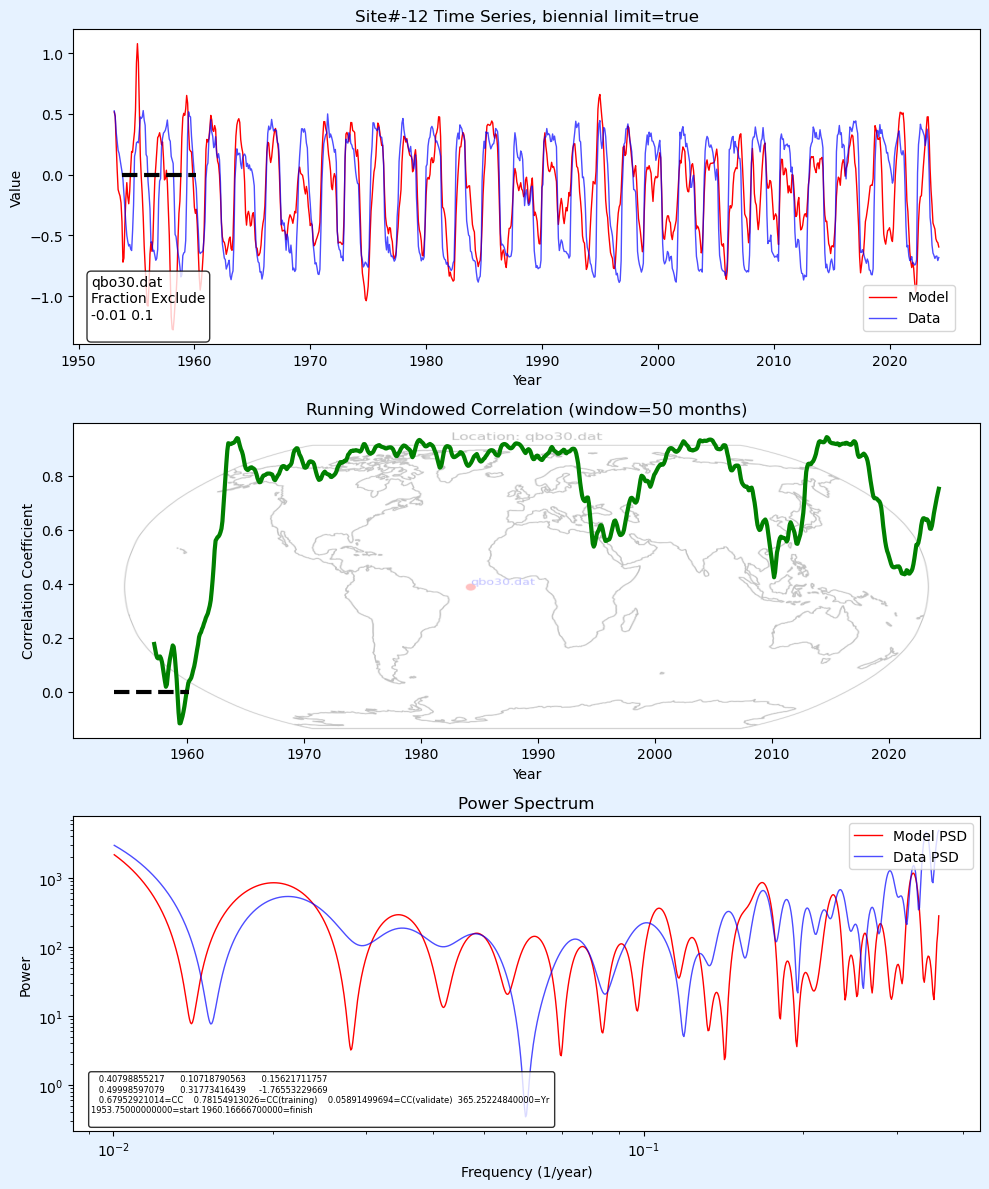 Site#-12 Time Series, biennial limit=true
1.0
0.5
0.0
−0.5
−1.0
Value
qbo30.dat
Fraction Exclude
-0.01 0.1
Model
Data
1950 1960 1970 1980 1990 2000 2010 2020
Year
Running Windowed Correlation (window=50 months)
Location: qbo30.dat
0.8
0.6
0.4
0.2
0.0
Correlation Coefficient
qbo30.dat
1960 1970 1980 1990 2000 2010 2020
Year
Power Spectrum
Model PSD
Data PSD
10³
10²
10¹
10⁰
Power
0.40798855217 0.10718790563 0.15621711757
0.49998597079 0.31773416439 -1.76553229669
0.67952921014=CC 0.78154913026=CC(training) 0.05891499694=CC(validate) 365.25224840000=Yr
1953.75000000000=start 1960.16666700000=finish
10⁻² 10⁻¹
Frequency (1/year)